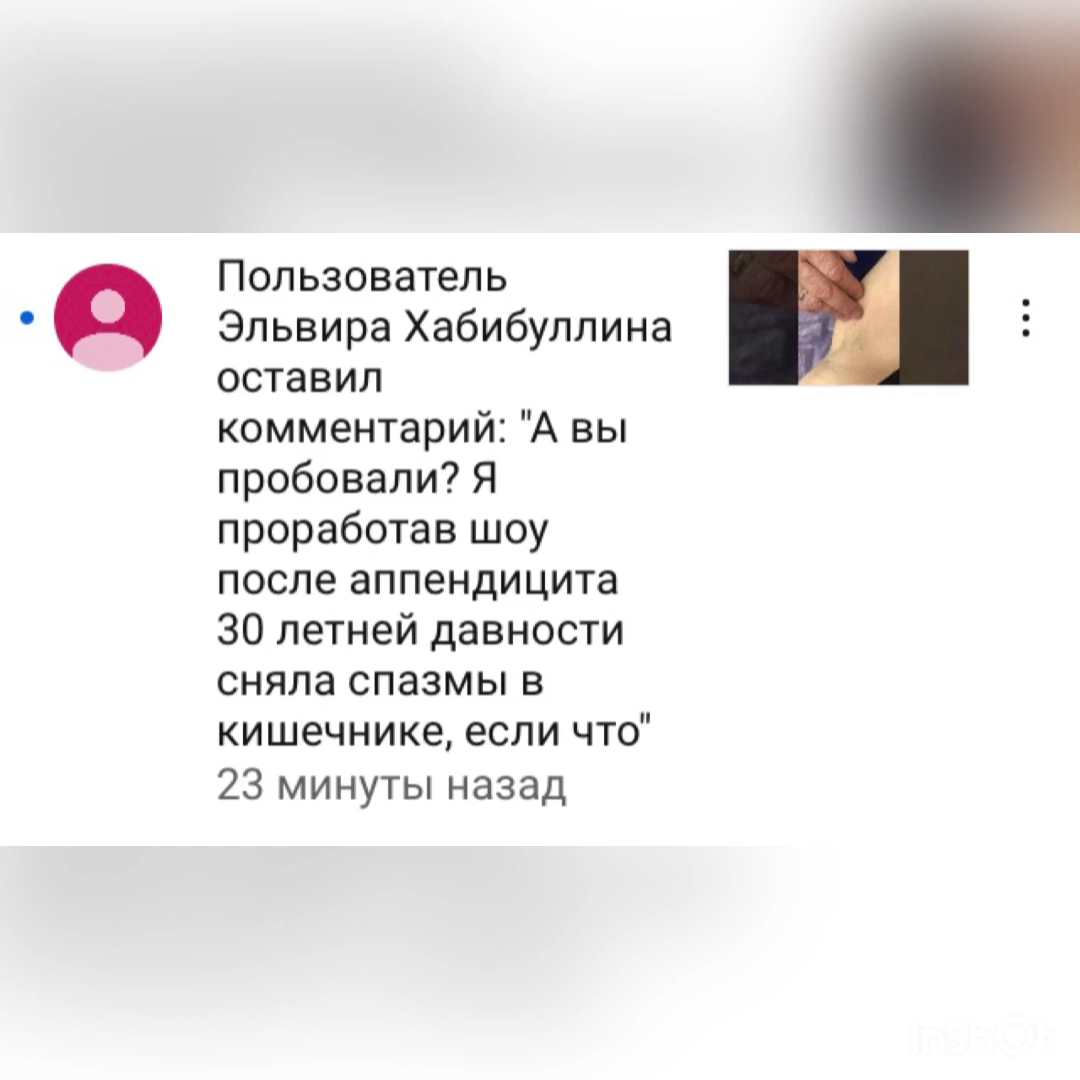 Пользователь
Эльвира Хабибуллина
оставил
комментарий: "А вы
пробовали? Я
проработав шоу
после аппендицита
30 летней давности
сняла спазмы в
кишечнике, если что"
23 минуты назад
InShOt